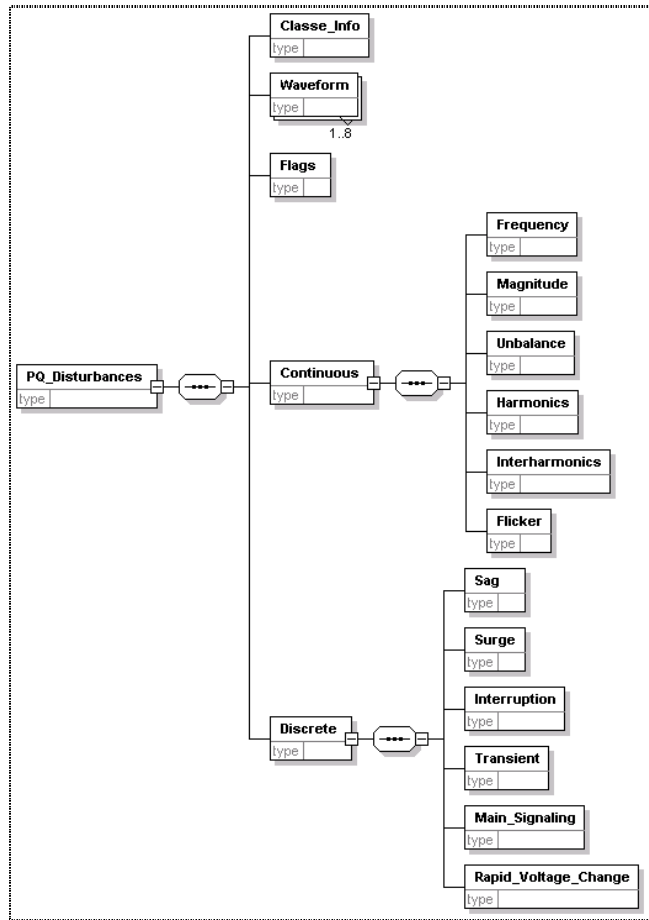 Classe_Info
type
Waveform
type
1..8
Flags
type
Frequency
type
Magnitude
type
Unbalance
type
PQ_Disturbances
type
Continuous
type
Harmonics
type
Interharmonics
type
Flicker
type
Sag
type
Surge
type
Interruption
type
Discrete
type
Transient
type
Main_Signaling
type
Rapid_Voltage_Change
type